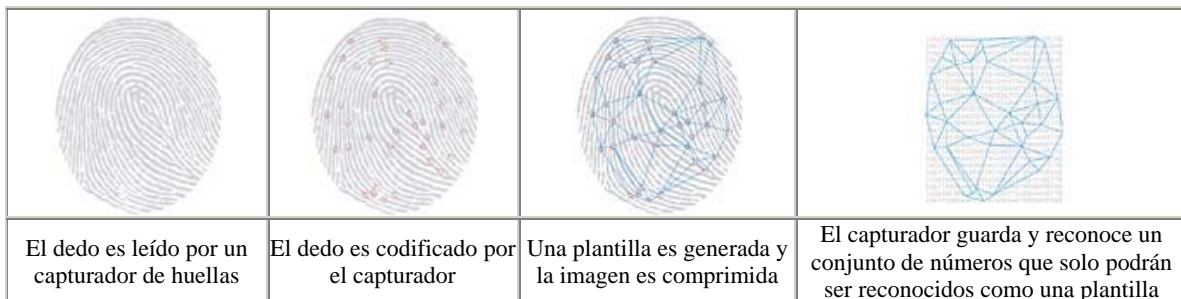 El dedo es leído por un
capturador de huellas
El dedo es codificado por
el capturador
Una plantilla es generada y
la imagen es comprimida
El capturador guarda y reconoce un
conjunto de números que solo podrán
ser reconocidos como una plantilla